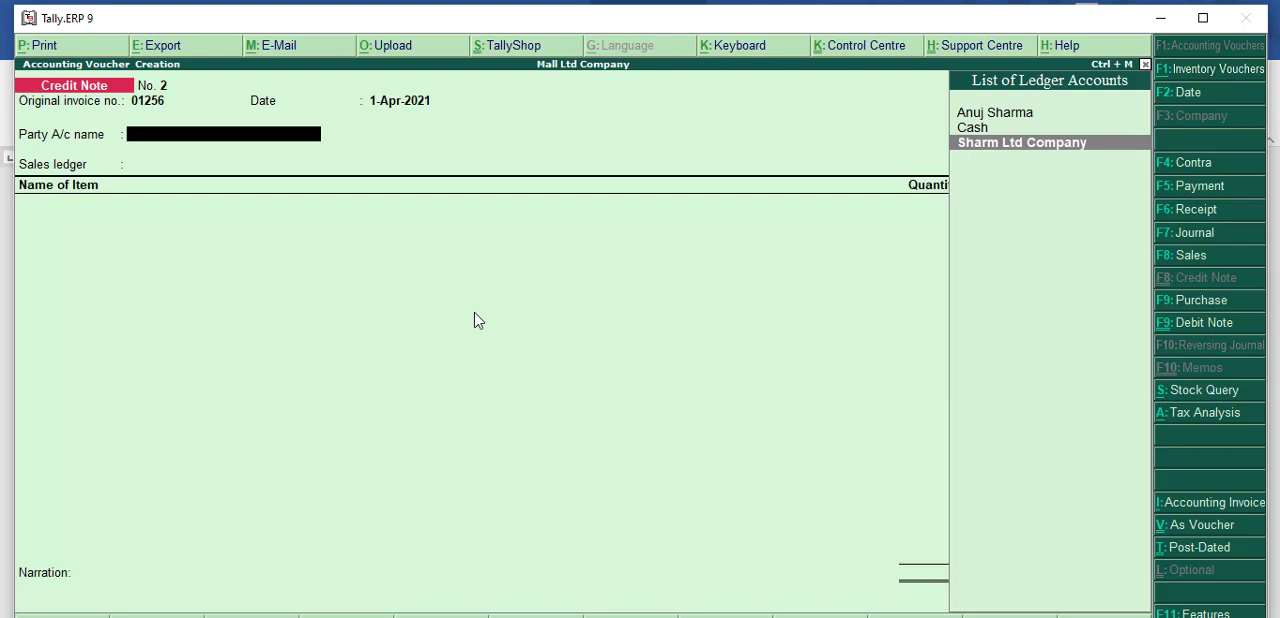 Tally.ERP 9
P: Print E: Export M: E-Mail O: Upload S: TallyShop G: Language K: Keyboard K: Control Centre H: Support Centre H: Help
Accounting Voucher Creation Mall Ltd Company Ctrl + M
Credit Note No. 2
Original invoice no.: 01256 Date : 1-Apr-2021
Party A/c name :
Sales ledger :
Name of Item Quanti
Narration:
List of Ledger Accounts
Anuj Sharma
Cash
Sharm Ltd Company
F1: Accounting Vouchers
F1: Inventory Vouchers
F2: Date
F3: Company
F4: Contra
F5: Payment
F6: Receipt
F7: Journal
F8: Sales
F8: Credit Note
F9: Purchase
F9: Debit Note
F10: Reversing Journal
F10: Memos
S: Stock Query
A: Tax Analysis
I: Accounting Invoice
V: As Voucher
T: Post-Dated
L: Optional
F11: Features